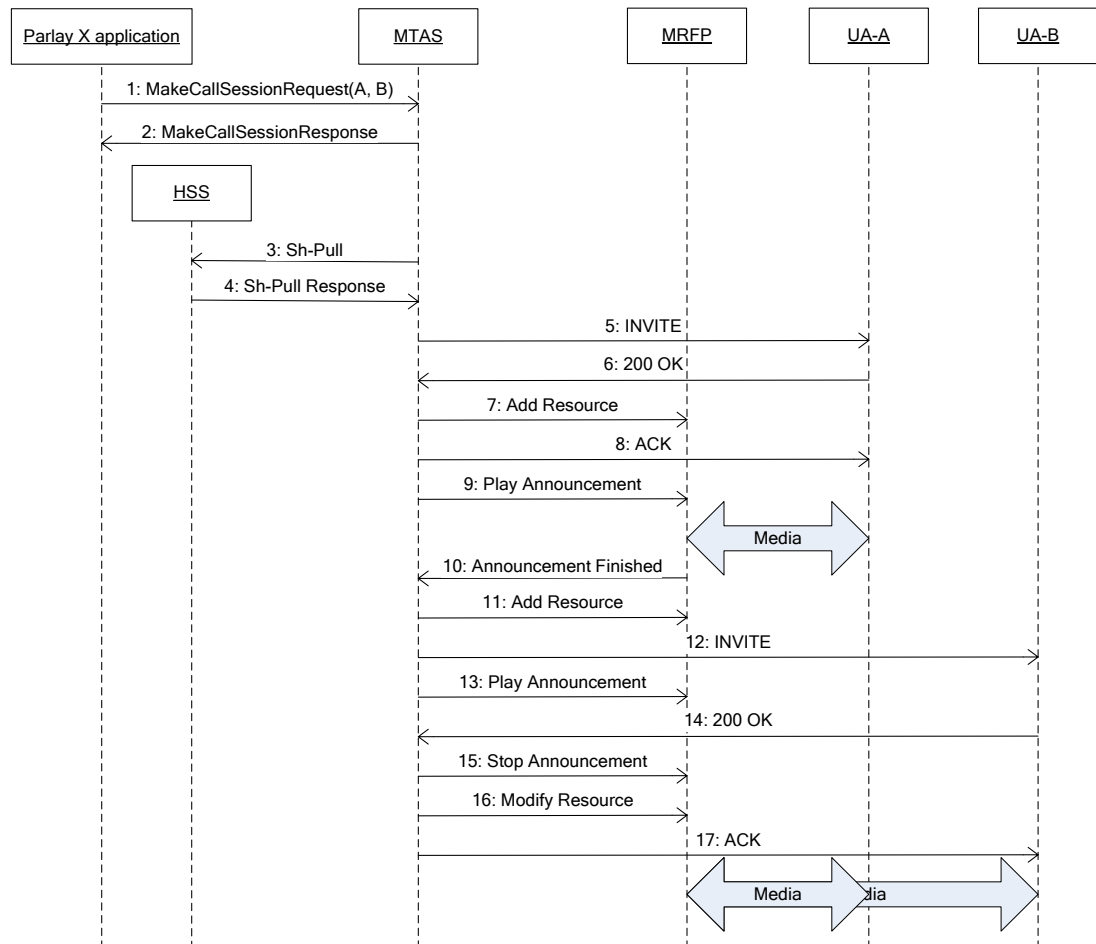 Parlay X application
MTAS
MRFP
UA-A
UA-B
1: MakeCallSessionRequest(A, B)
2: MakeCallSessionResponse
HSS
3: Sh-Pull
4: Sh-Pull Response
5: INVITE
6: 200 OK
7: Add Resource
8: ACK
9: Play Announcement
Media
10: Announcement Finished
11: Add Resource
12: INVITE
13: Play Announcement
14: 200 OK
15: Stop Announcement
16: Modify Resource
17: ACK
Media